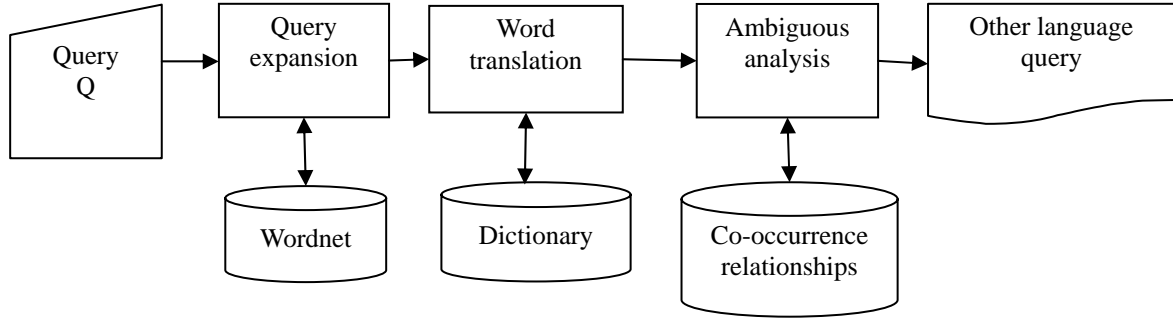 Query
Q
Query
expansion
Word
translation
Ambiguous
analysis
Other language
query
Wordnet
Dictionary
Co-occurrence
relationships